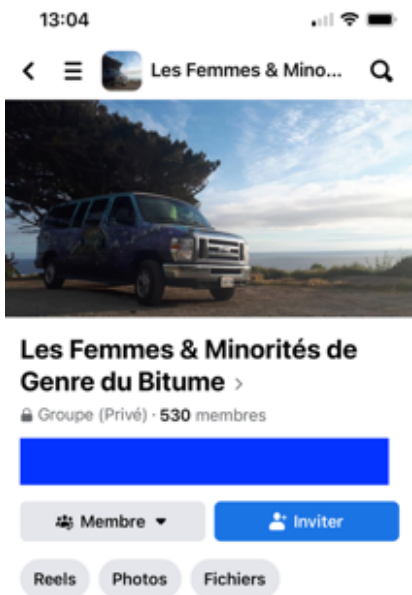 13:04
Les Femmes & Mino...
Les Femmes & Minorités de
Genre du Bitume >
Groupe (Privé) · 530 membres
Membre
Inviter
Reels Photos Fichiers